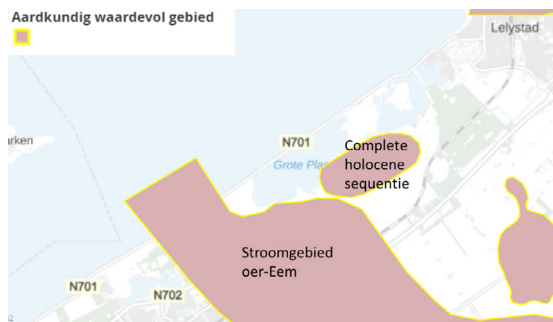 Aardkundig waardevol gebied
Lelystad
arken
N701
Grote Pla
Complete
holocene
sequentie
Stroomgebied
oer-Eem
N701
N702